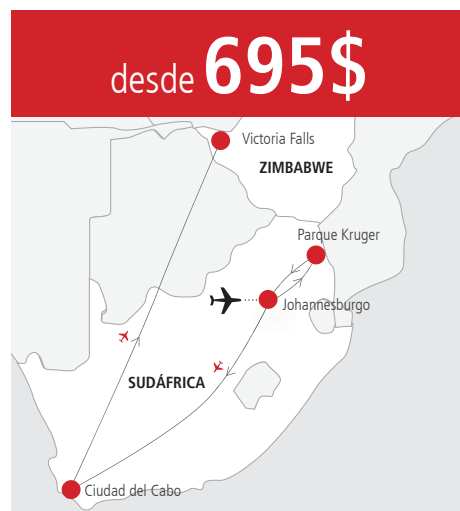 desde 695$
Victoria Falls
ZIMBABWE
Parque Kruger
Johannesburgo
SUDÁFRICA
Ciudad del Cabo